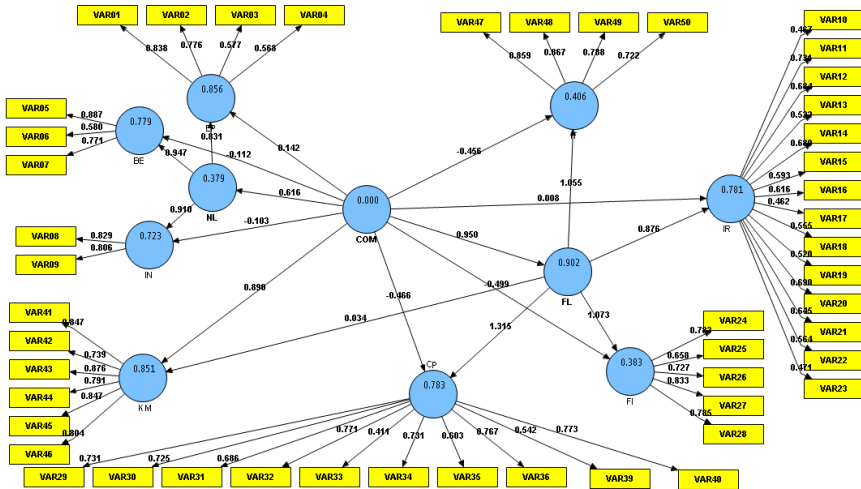 VAR01 VAR02 VAR03 VAR04
0.838 0.776 0.577 0.568
0.856
VAR05 VAR06 VAR07
0.887 0.580 0.771
0.779
BE
0.831
0.947
0.379
NL
0.910
0.616
0.142
-0.112
-0.103
VAR08 VAR09
0.829 0.806
0.723
IN
0.000
COM
VAR47 VAR48 VAR49 VAR50
0.859 0.867 0.788 0.722
0.406
-0.456
1.055
0.008
0.950
0.876
0.902
FL
0.781
IR
VAR10
VAR11
VAR12
VAR13
VAR14
VAR15
VAR16
VAR17
VAR18
VAR19
VAR20
VAR21
VAR22
VAR23
0.593
0.616
0.462
-0.466
0.034
1.315
1.073
VAR41
VAR42
VAR43
VAR44
VAR45
VAR46
0.847
0.739
0.876
0.791
0.847
0.804
0.851
KM
CP
0.783
0.383
FI
VAR24
VAR25
VAR26
VAR27
VAR28
0.658
0.727
0.833
0.785
0.731 0.725 0.686 0.771 0.411 0.731 0.603 0.767 0.542 0.773
VAR29 VAR30 VAR31 VAR32 VAR33 VAR34 VAR35 VAR36 VAR39 VAR40